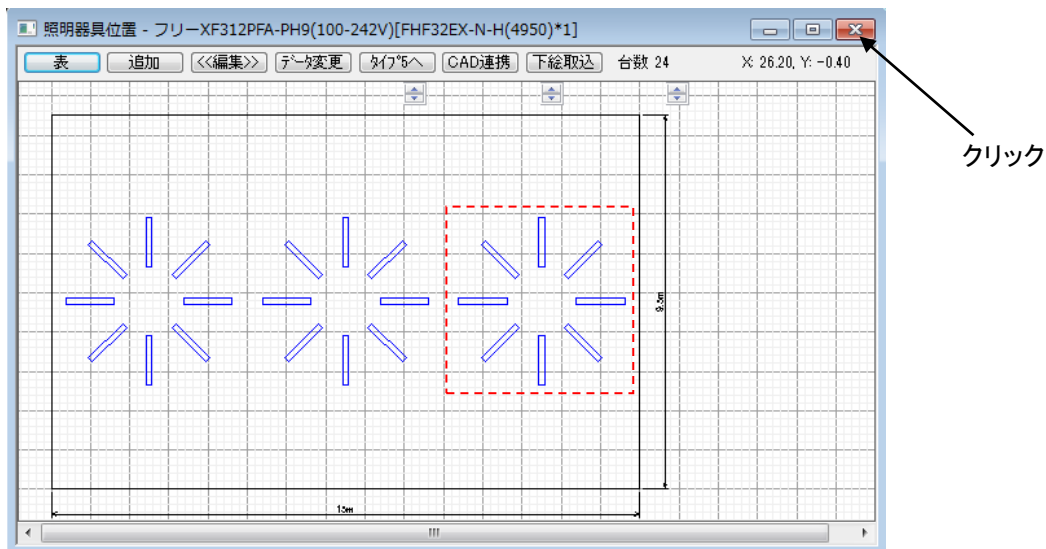 照明器具位置 - フリーXF312PFA-PH9(100-242V)[FHF32EX-N-H(4950)*1]
表 追加 <<編集>> ﾃﾞｰﾀ変更 ﾀｲﾌﾟ5へ CAD連携 下絵取込 台数 24 X: 26.20, Y: -0.40
クリック
9.5m
15m